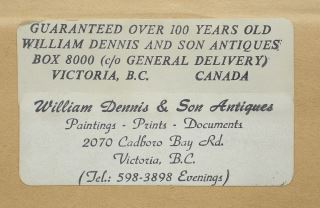 GUARANTEED OVER 100 YEARS OLD
WILLIAM DENNIS AND SON ANTIQUES
BOX 8000 (c/o GENERAL DELIVERY)
VICTORIA, B.C. CANADA
William Dennis & Son Antiques
Paintings - Prints - Documents
2070 Cadboro Bay Rd.
Victoria, B.C.
(Tel.: 598-3898 Evenings)